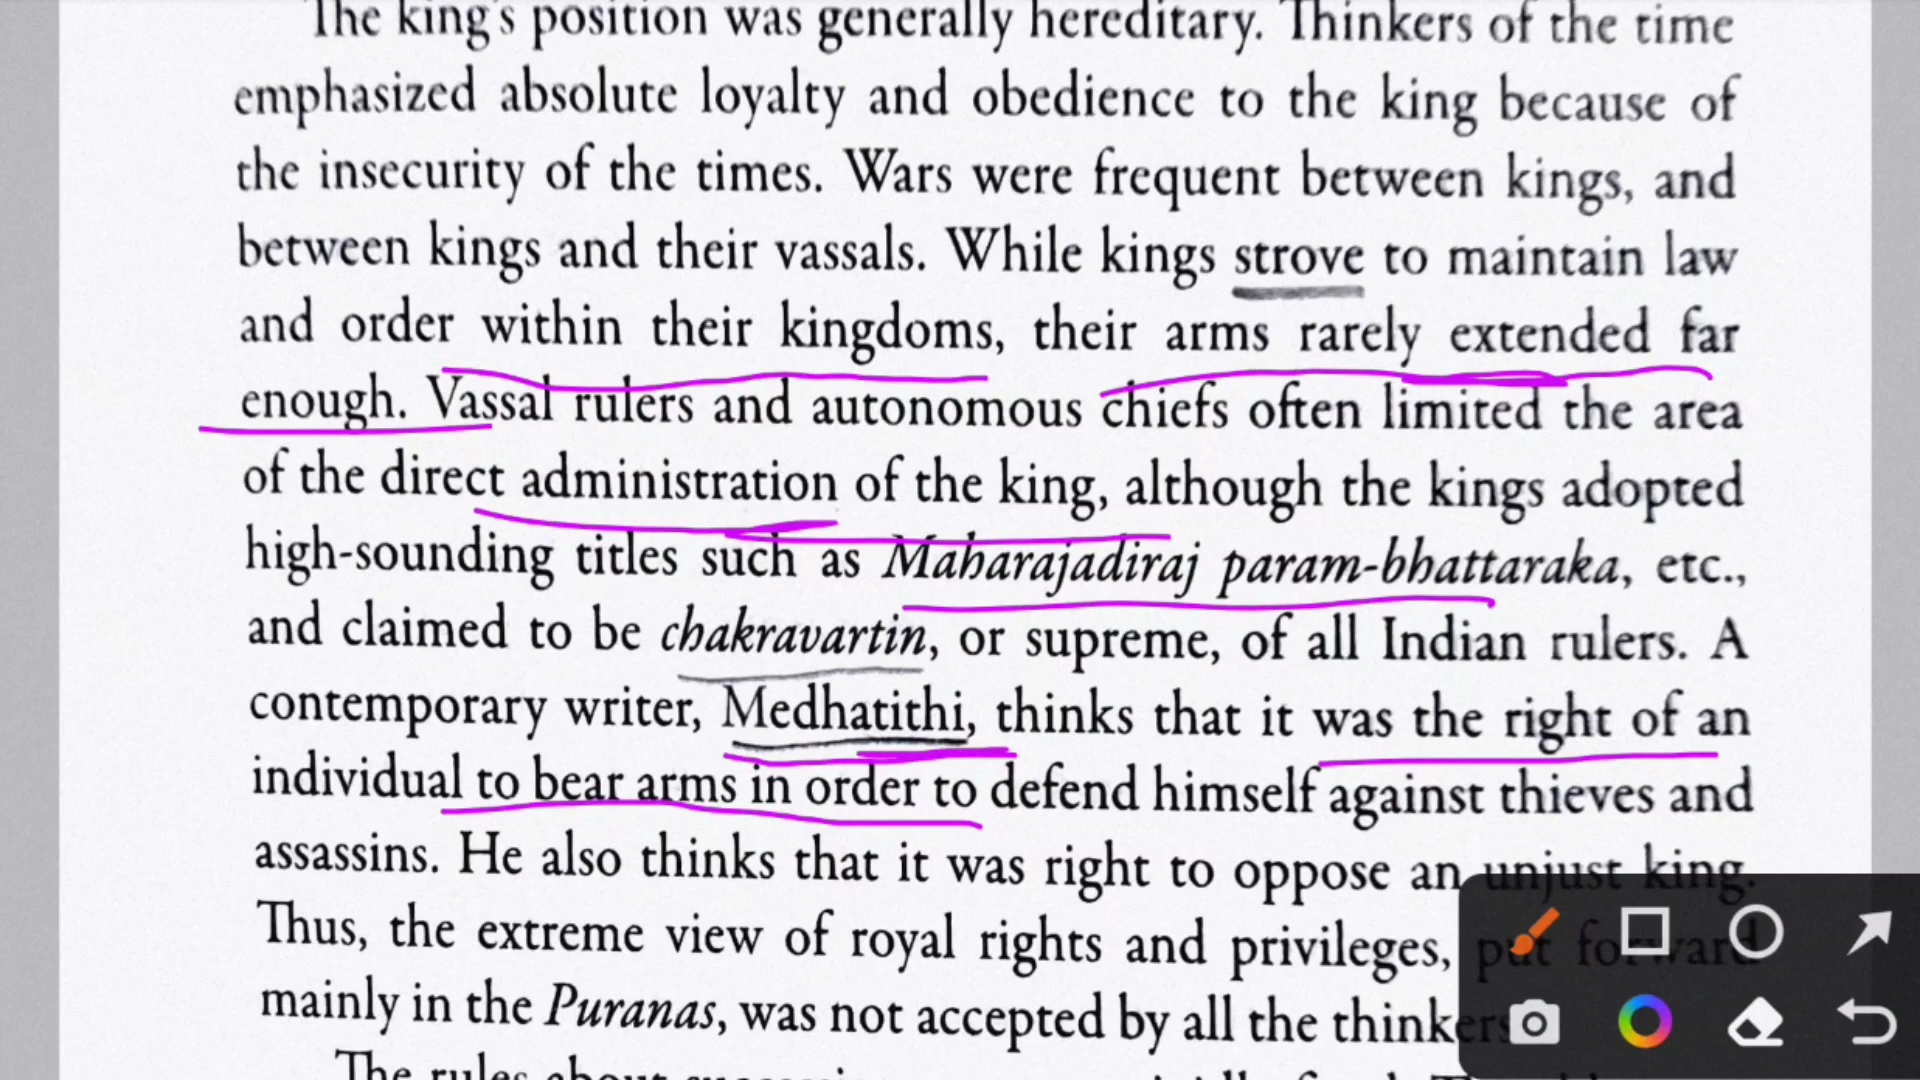 The king's position was generally hereditary. Thinkers of the time
emphasized absolute loyalty and obedience to the king because of
the insecurity of the times. Wars were frequent between kings, and
between kings and their vassals. While kings strove to maintain law
and order within their kingdoms, their arms rarely extended far
enough. Vassal rulers and autonomous chiefs often limited the area
of the direct administration of the king, although the kings adopted
high-sounding titles such as Maharajadiraj param-bhattaraka, etc.,
and claimed to be chakravartin, or supreme, of all Indian rulers. A
contemporary writer, Medhatithi, thinks that it was the right of an
individual to bear arms in order to defend himself against thieves and
assassins. He also thinks that it was right to oppose an unjust king.
Thus, the extreme view of royal rights and privileges, put forward
mainly in the Puranas, was not accepted by all the thinkers
The rules about